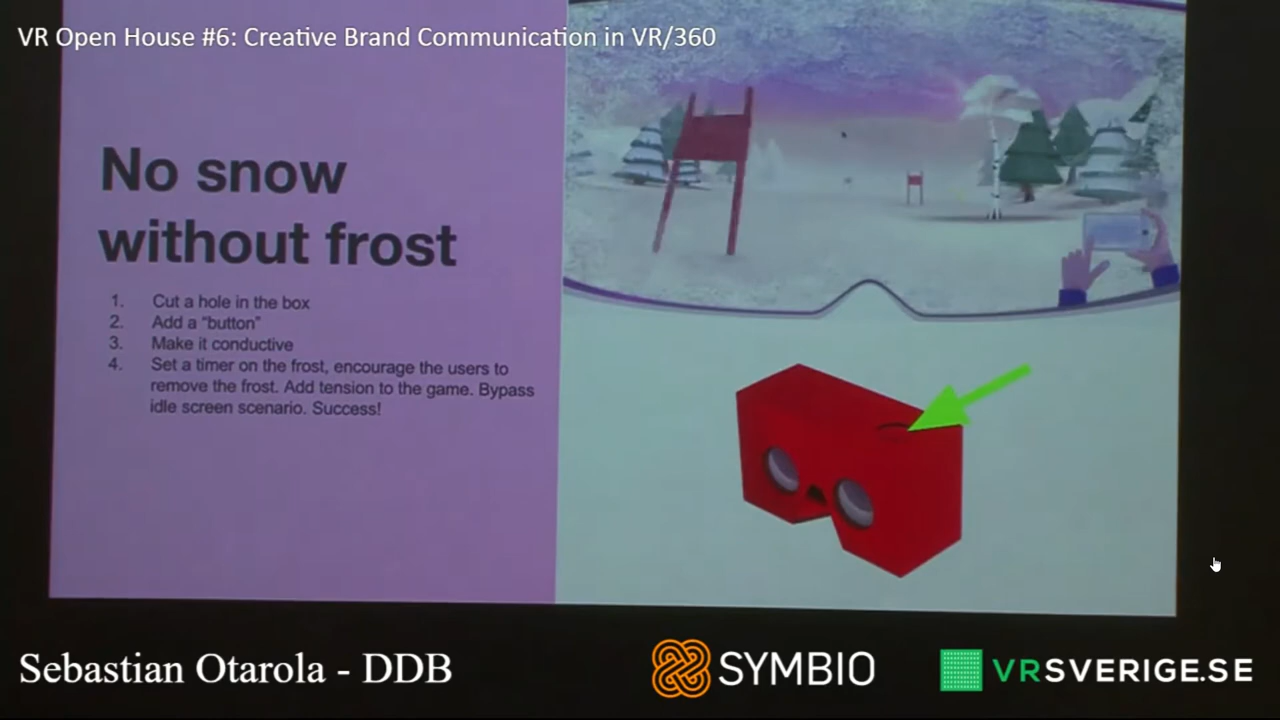 VR Open House #6: Creative Brand Communication in VR/360
No snow
without frost
1. Cut a hole in the box
2. Add a “button”
3. Make it conductive
4. Set a timer on the frost, encourage the users to
remove the frost. Add tension to the game. Bypass
idle screen scenario. Success!
Sebastian Otarola - DDB
SYMBIO
VRSVERIGE.SE